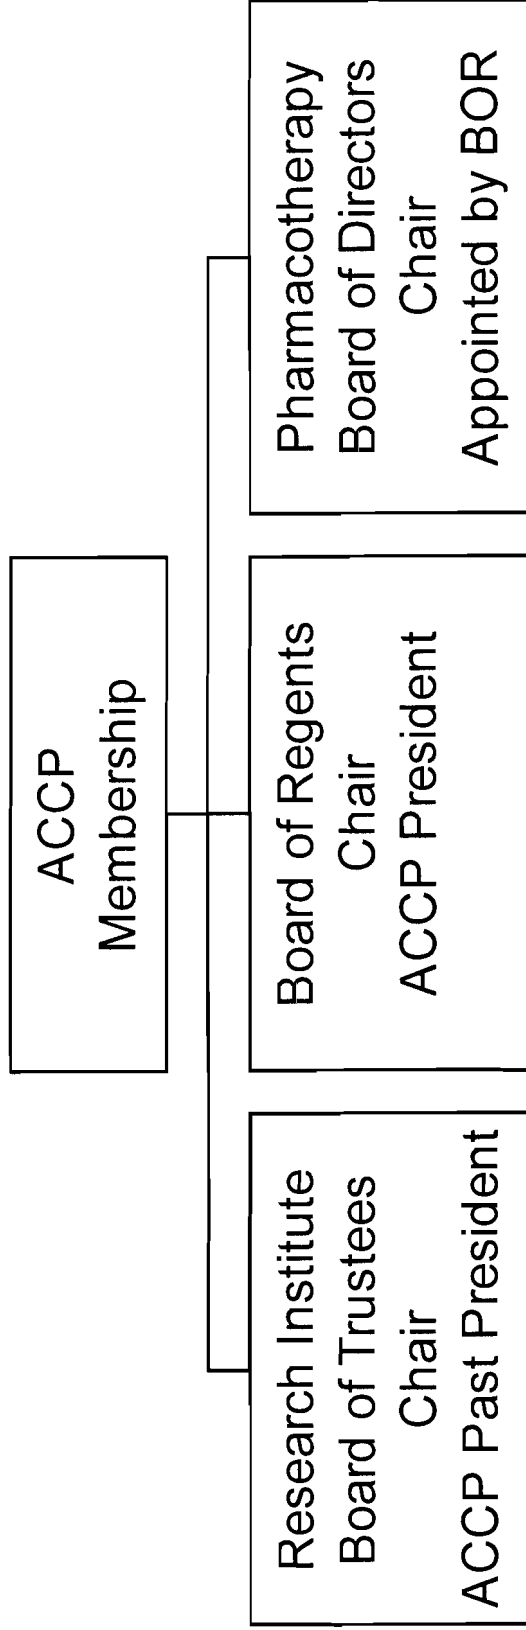 ACCP
Membership
Research Institute
Board of Trustees
Chair
ACCP Past President
Board of Regents
Chair
ACCP President
Pharmacotherapy
Board of Directors
Chair
Appointed by BOR